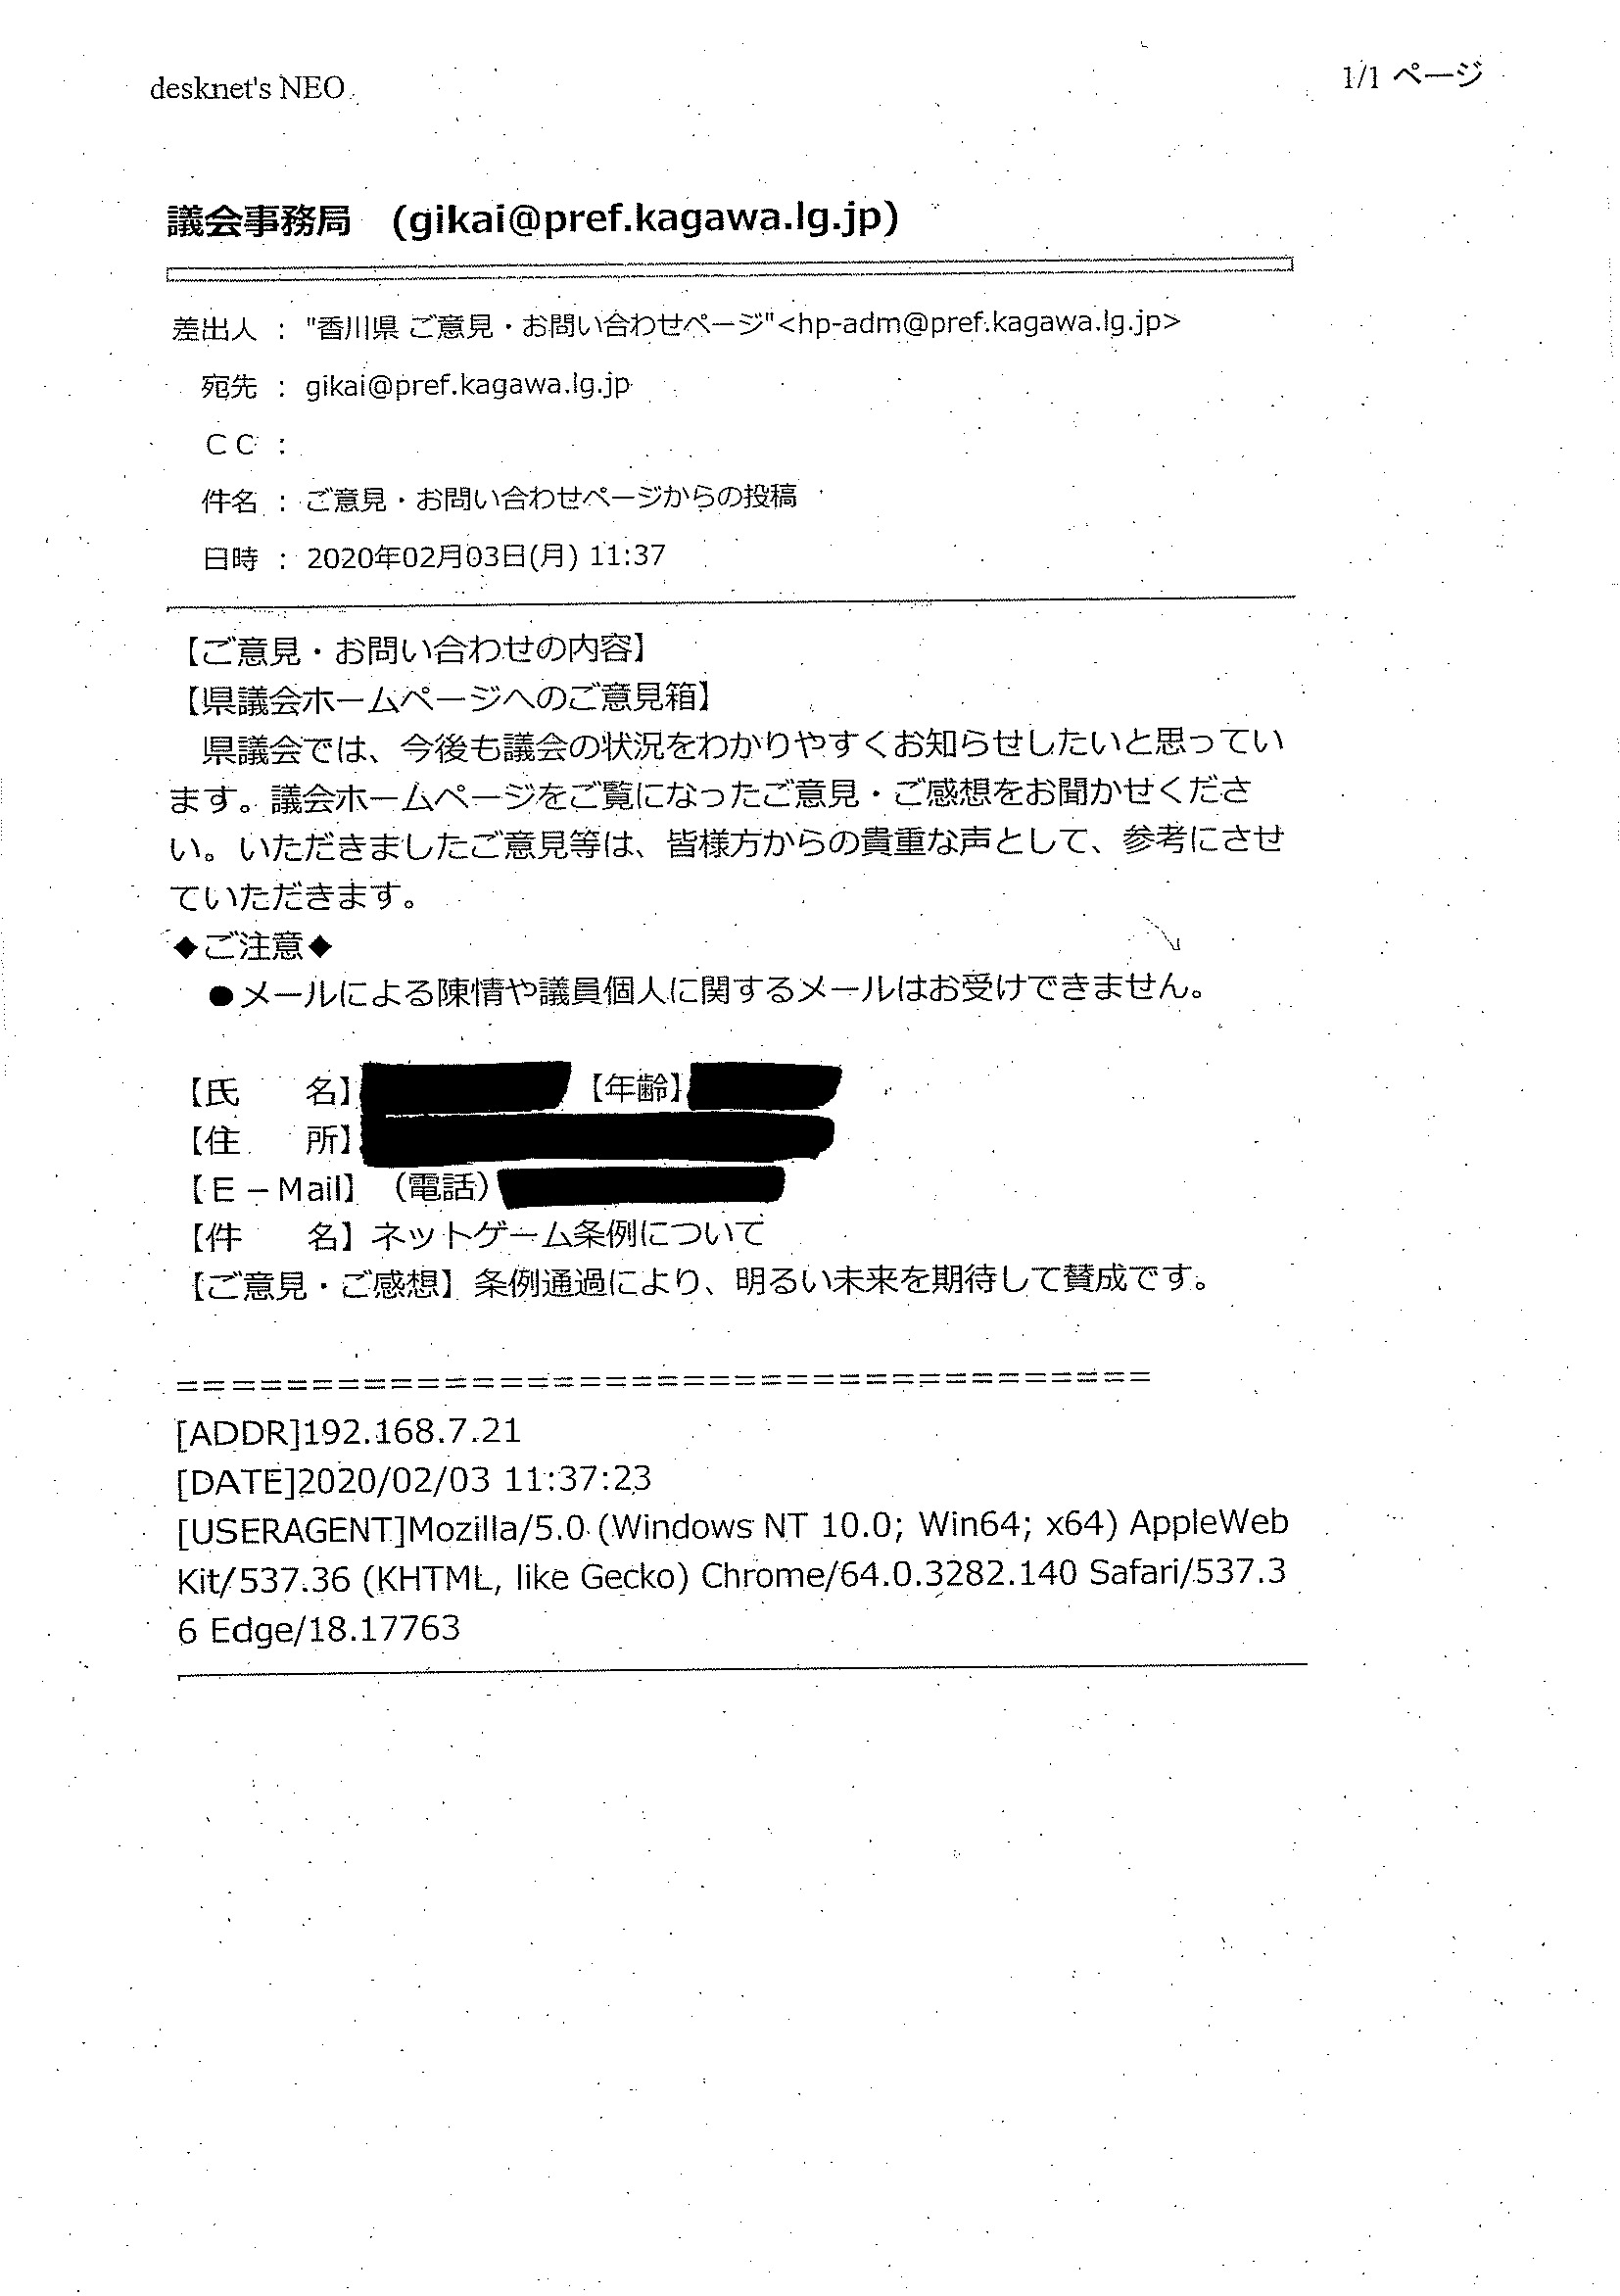 desknet's NEO
1/1 ページ
議会事務局　(gikai@pref.kagawa.lg.jp)
差出人 ： "香川県 ご意見・お問い合わせページ"<hp-adm@pref.kagawa.lg.jp>
宛先 ： gikai@pref.kagawa.lg.jp
ＣＣ ：
件名 ： ご意見・お問い合わせページからの投稿
日時 ： 2020年02月03日(月) 11:37
【ご意見・お問い合わせの内容】
【県議会ホームページへのご意見箱】
　県議会では、今後も議会の状況をわかりやすくお知らせしたいと思ってい
ます。議会ホームページをご覧になったご意見・ご感想をお聞かせくださ
い。いただきましたご意見等は、皆様方からの貴重な声として、参考にさせ
ていただきます。
◆ご注意◆
　●メールによる陳情や議員個人に関するメールはお受けできません。
【氏　　名】 【年齢】
【住　　所】
【Ｅ－Mail】（電話）
【件　　名】ネットゲーム条例について
【ご意見・ご感想】条例通過により、明るい未来を期待して賛成です。
=====================================
[ADDR]192.168.7.21
[DATE]2020/02/03 11:37:23
[USERAGENT]Mozilla/5.0 (Windows NT 10.0; Win64; x64) AppleWeb
Kit/537.36 (KHTML, like Gecko) Chrome/64.0.3282.140 Safari/537.3
6 Edge/18.17763